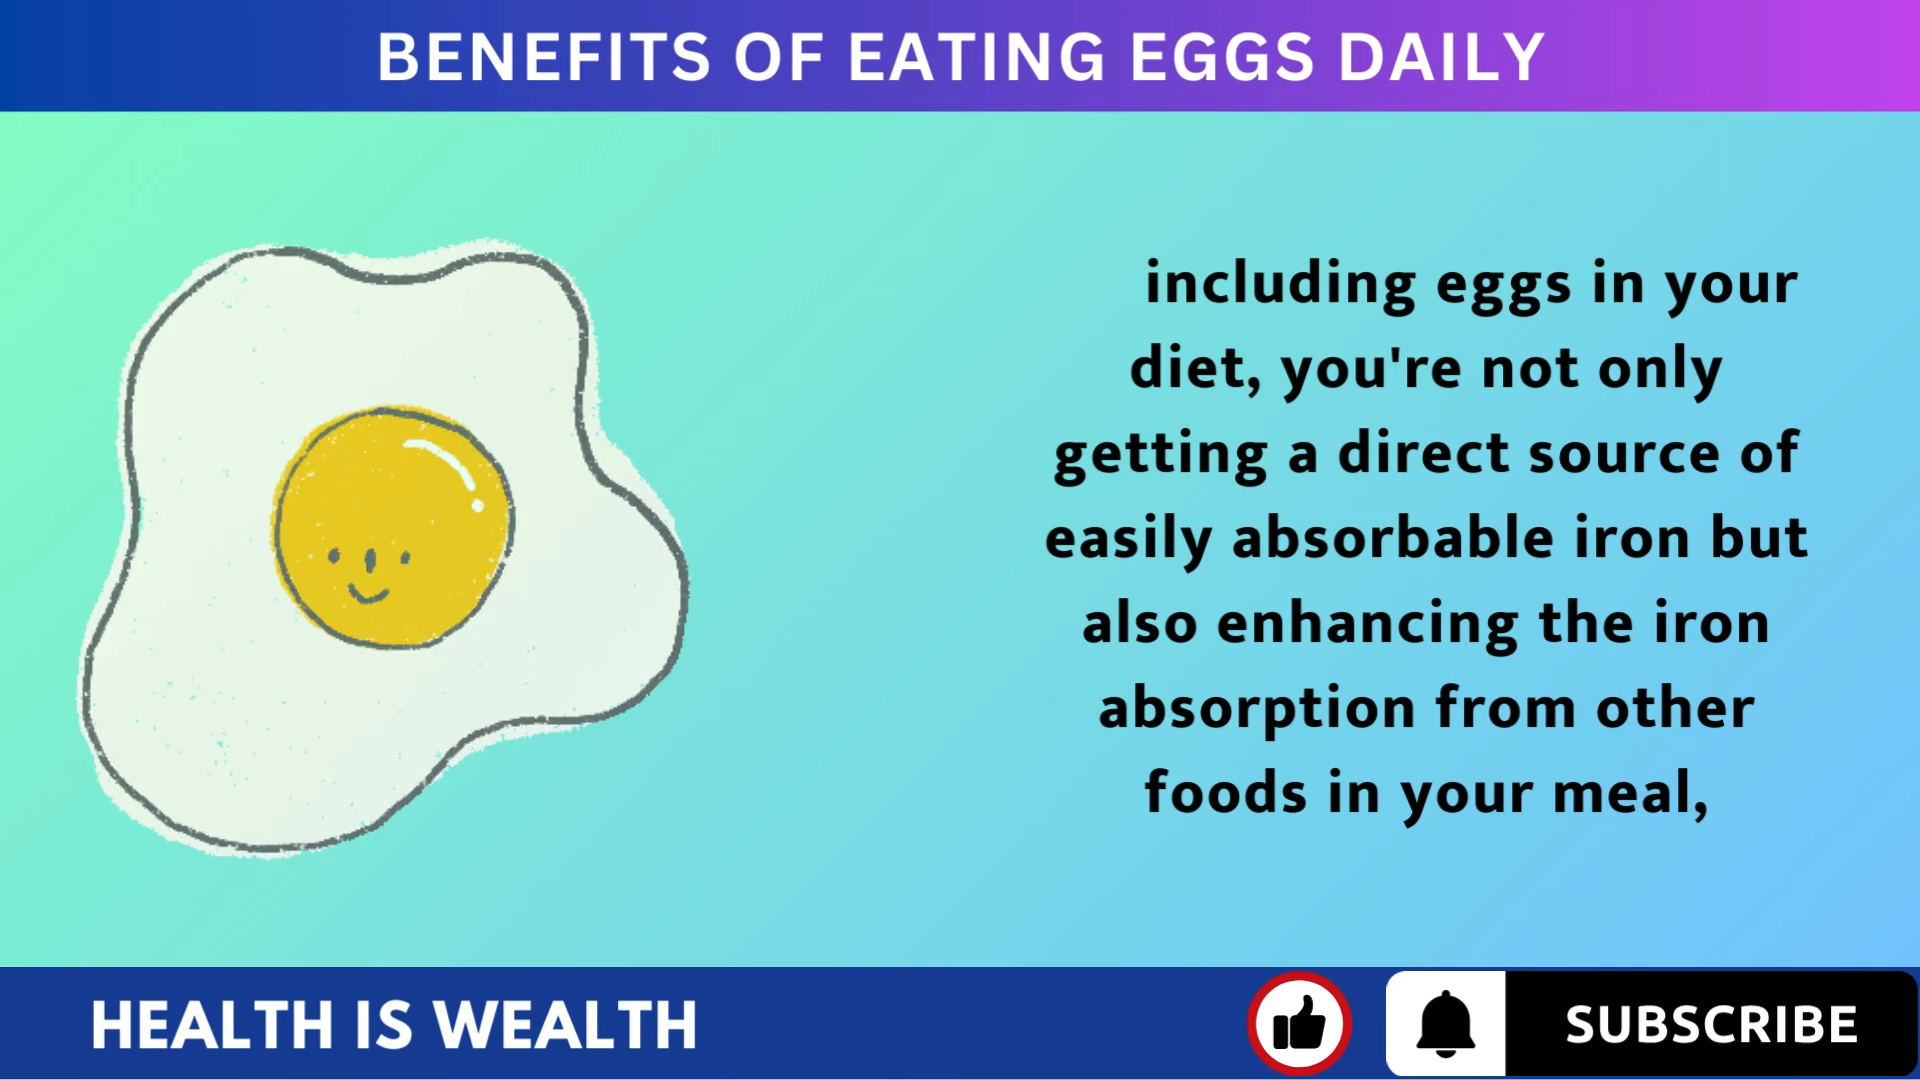 BENEFITS OF EATING EGGS DAILY
including eggs in your
diet, you're not only
getting a direct source of
easily absorbable iron but
also enhancing the iron
absorption from other
foods in your meal,
HEALTH IS WEALTH
SUBSCRIBE